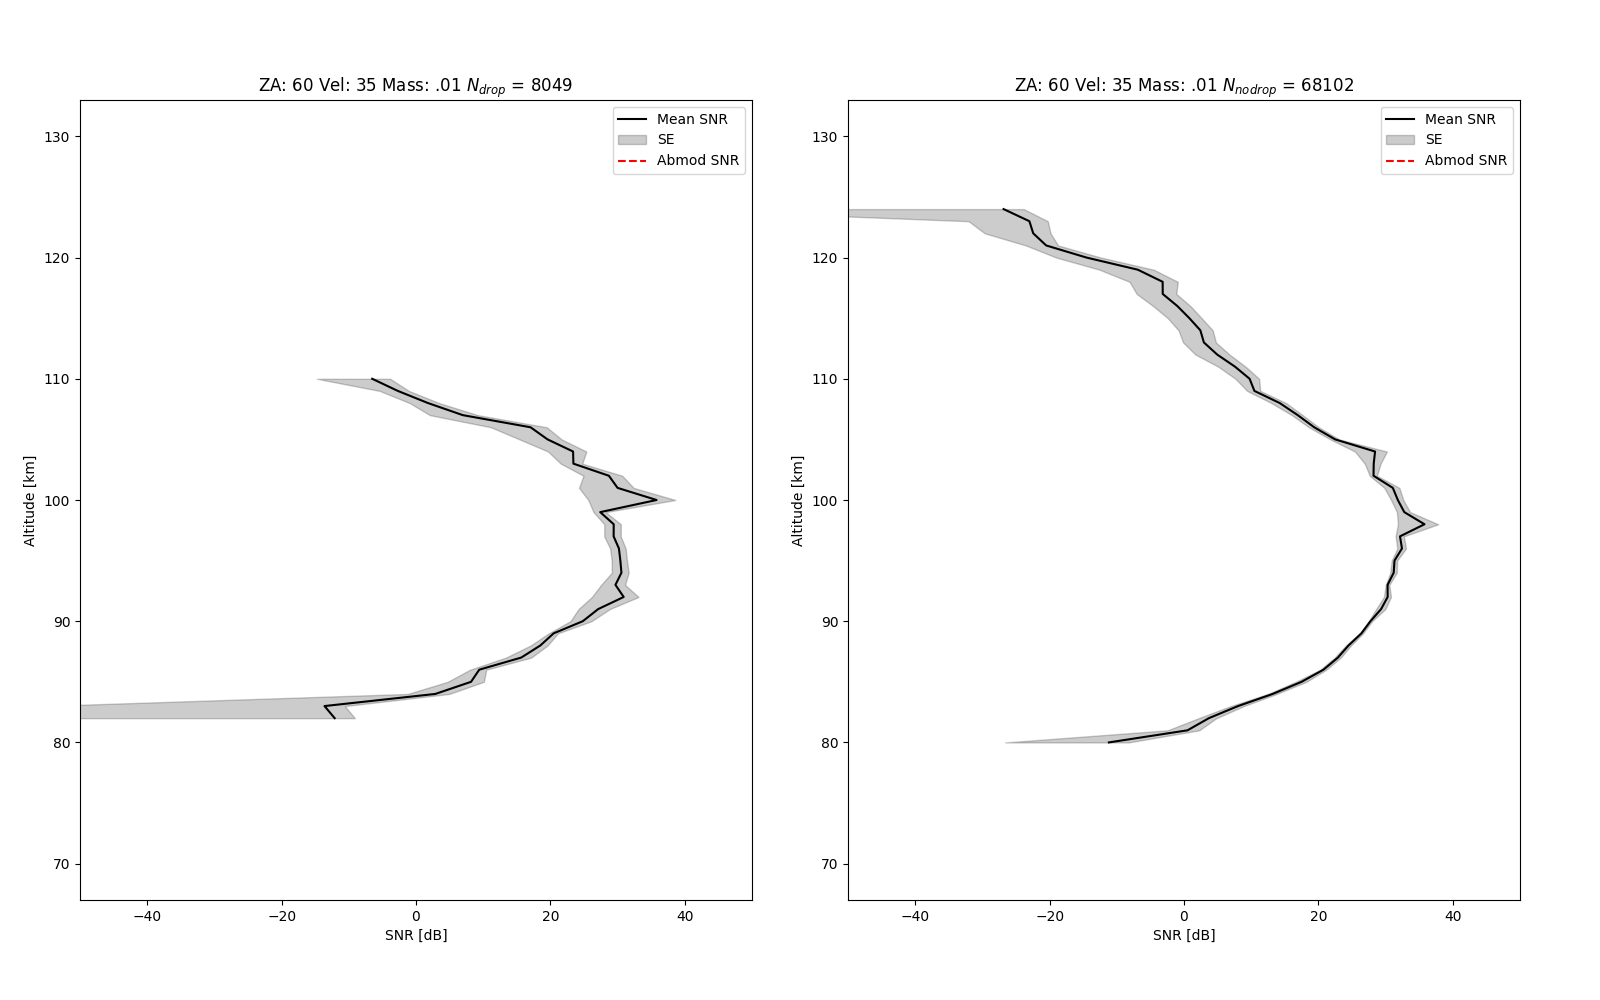 ZA: 60 Vel: 35 Mass: .01 N_drop = 8049
Mean SNR
SE
Abmod SNR
130
120
110
100
90
80
70
Altitude [km]
−40
−20
0
20
40
SNR [dB]
ZA: 60 Vel: 35 Mass: .01 N_nodrop = 68102
Mean SNR
SE
Abmod SNR
130
120
110
100
90
80
70
Altitude [km]
−40
−20
0
20
40
SNR [dB]